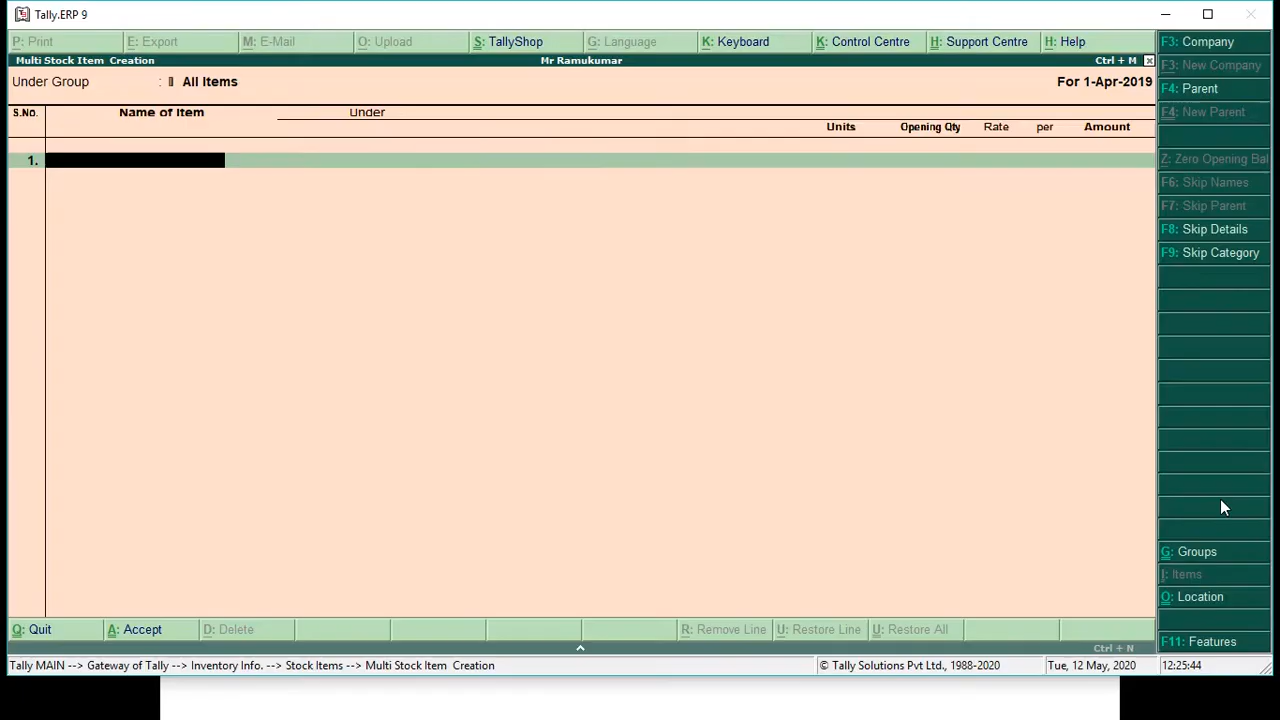 Tally.ERP 9
P: Print E: Export M: E-Mail O: Upload S: TallyShop G: Language K: Keyboard K: Control Centre H: Support Centre H: Help
F3: Company
Multi Stock Item Creation Mr Ramukumar Ctrl + M
F3: New Company
Under Group : All Items For 1-Apr-2019
F4: Parent
S.No. Name of Item Under
F4: New Parent
Units Opening Qty Rate per Amount
1.
Z: Zero Opening Bal
F6: Skip Names
F7: Skip Parent
F8: Skip Details
F9: Skip Category
G: Groups
I: Items
O: Location
Q: Quit A: Accept D: Delete R: Remove Line U: Restore Line U: Restore All
F11: Features
Ctrl + N
Tally MAIN --> Gateway of Tally --> Inventory Info. --> Stock Items --> Multi Stock Item Creation © Tally Solutions Pvt Ltd., 1988-2020 Tue, 12 May, 2020 12:25:44